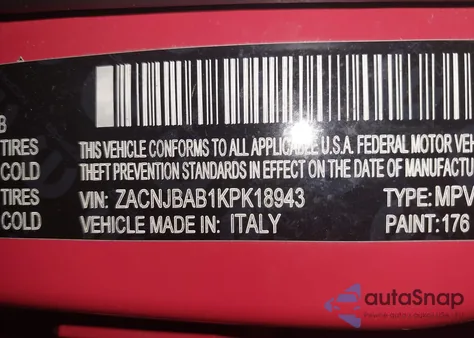 B
TIRES THIS VEHICLE CONFORMS TO ALL APPLICABLE U.S.A. FEDERAL MOTOR VEH
COLD THEFT PREVENTION STANDARDS IN EFFECT ON THE DATE OF MANUFACTUR
TIRES VIN: ZACNJBAB1KPK18943 TYPE: MPV
COLD VEHICLE MADE IN: ITALY PAINT: 176
autoSnap